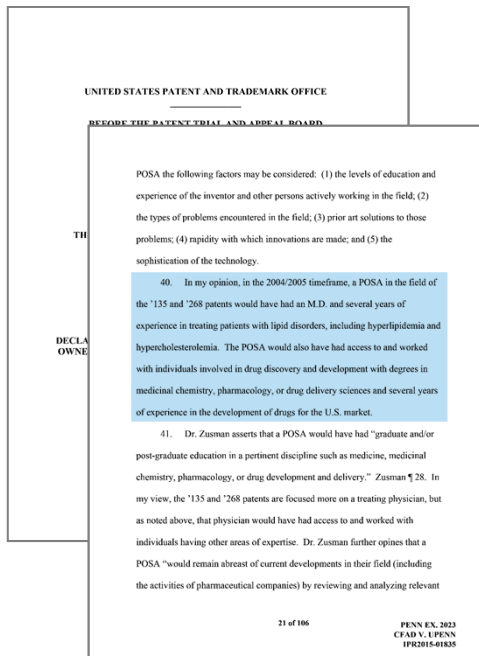 UNITED STATES PATENT AND TRADEMARK OFFICE
BEFORE THE PATENT TRIAL AND APPEAL BOARD
TH
DECLA
OWNE
POSA the following factors may be considered: (1) the levels of education and
experience of the inventor and other persons actively working in the field; (2)
the types of problems encountered in the field; (3) prior art solutions to those
problems; (4) rapidity with which innovations are made; and (5) the
sophistication of the technology.
40. In my opinion, in the 2004/2005 timeframe, a POSA in the field of
the '135 and '268 patents would have had an M.D. and several years of
experience in treating patients with lipid disorders, including hyperlipidemia and
hypercholesterolemia. The POSA would also have had access to and worked
with individuals involved in drug discovery and development with degrees in
medicinal chemistry, pharmacology, or drug delivery sciences and several years
of experience in the development of drugs for the U.S. market.
41. Dr. Zusman asserts that a POSA would have had “graduate and/or
post-graduate education in a pertinent discipline such as medicine, medicinal
chemistry, pharmacology, or drug development and delivery.” Zusman ¶ 28. In
my view, the '135 and '268 patents are focused more on a treating physician, but
as noted above, that physician would have had access to and worked with
individuals having other areas of expertise. Dr. Zusman further opines that a
POSA “would remain abreast of current developments in their field (including
the activities of pharmaceutical companies) by reviewing and analyzing relevant
21 of 106
PENN EX. 2023
CFAD V. UPENN
IPR2015-01835